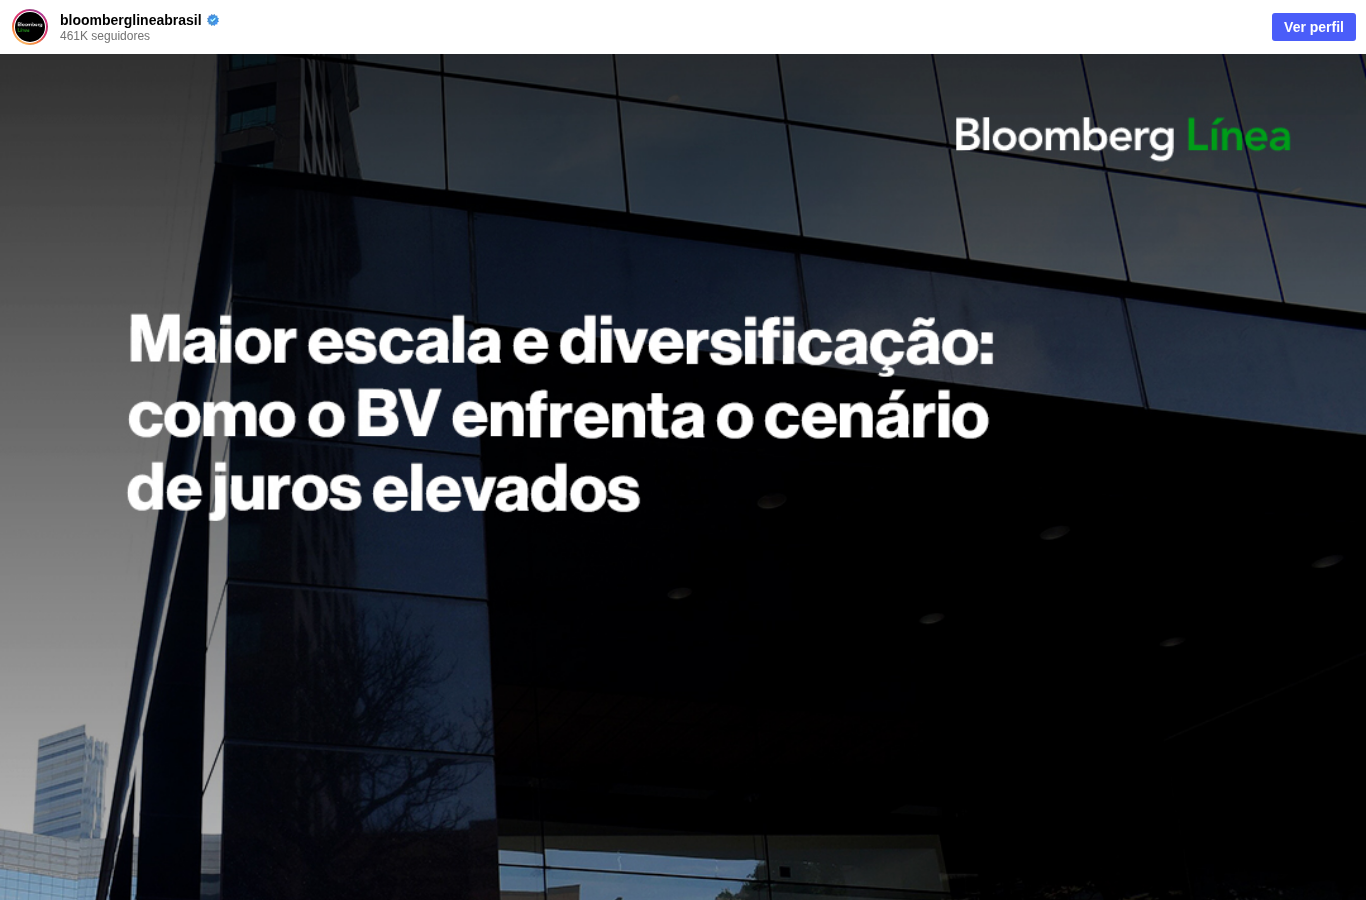 bloomberglineabrasil
461K seguidores
Ver perfil
Bloomberg Línea
Maior escala e diversificação:
como o BV enfrenta o cenário
de juros elevados